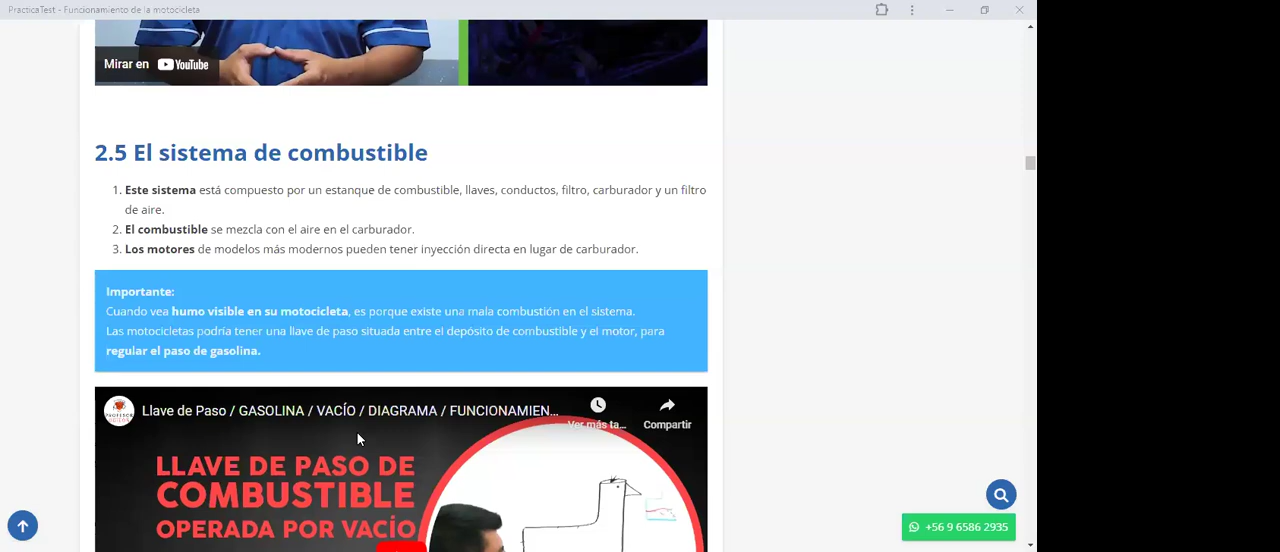 PracticaTest - Funcionamiento de la motocicleta
Mirar en YouTube
2.5 El sistema de combustible
1. Este sistema está compuesto por un estanque de combustible, llaves, conductos, filtro, carburador y un filtro
de aire.
2. El combustible se mezcla con el aire en el carburador.
3. Los motores de modelos más modernos pueden tener inyección directa en lugar de carburador.
Importante:
Cuando vea humo visible en su motocicleta, es porque existe una mala combustión en el sistema.
Las motocicletas podría tener una llave de paso situada entre el depósito de combustible y el motor, para
regular el paso de gasolina.
Llave de Paso / GASOLINA / VACÍO / DIAGRAMA / FUNCIONAMIEN...
Ver más ta...
Compartir
LLAVE DE PASO DE
COMBUSTIBLE
OPERADA POR VACÍO
+56 9 6586 2935